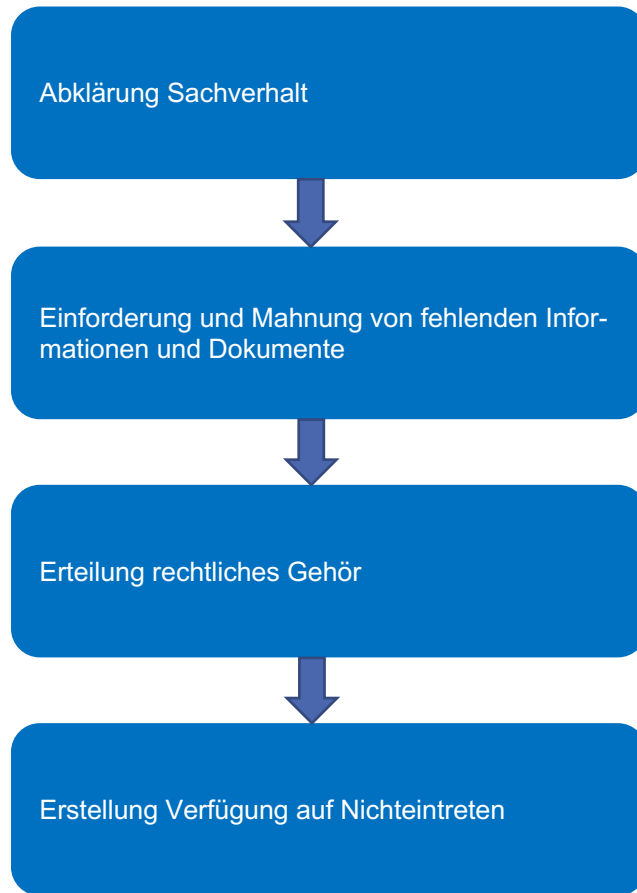 Abklärung Sachverhalt
Einforderung und Mahnung von fehlenden Infor-
mationen und Dokumente
Erteilung rechtliches Gehör
Erstellung Verfügung auf Nichteintreten